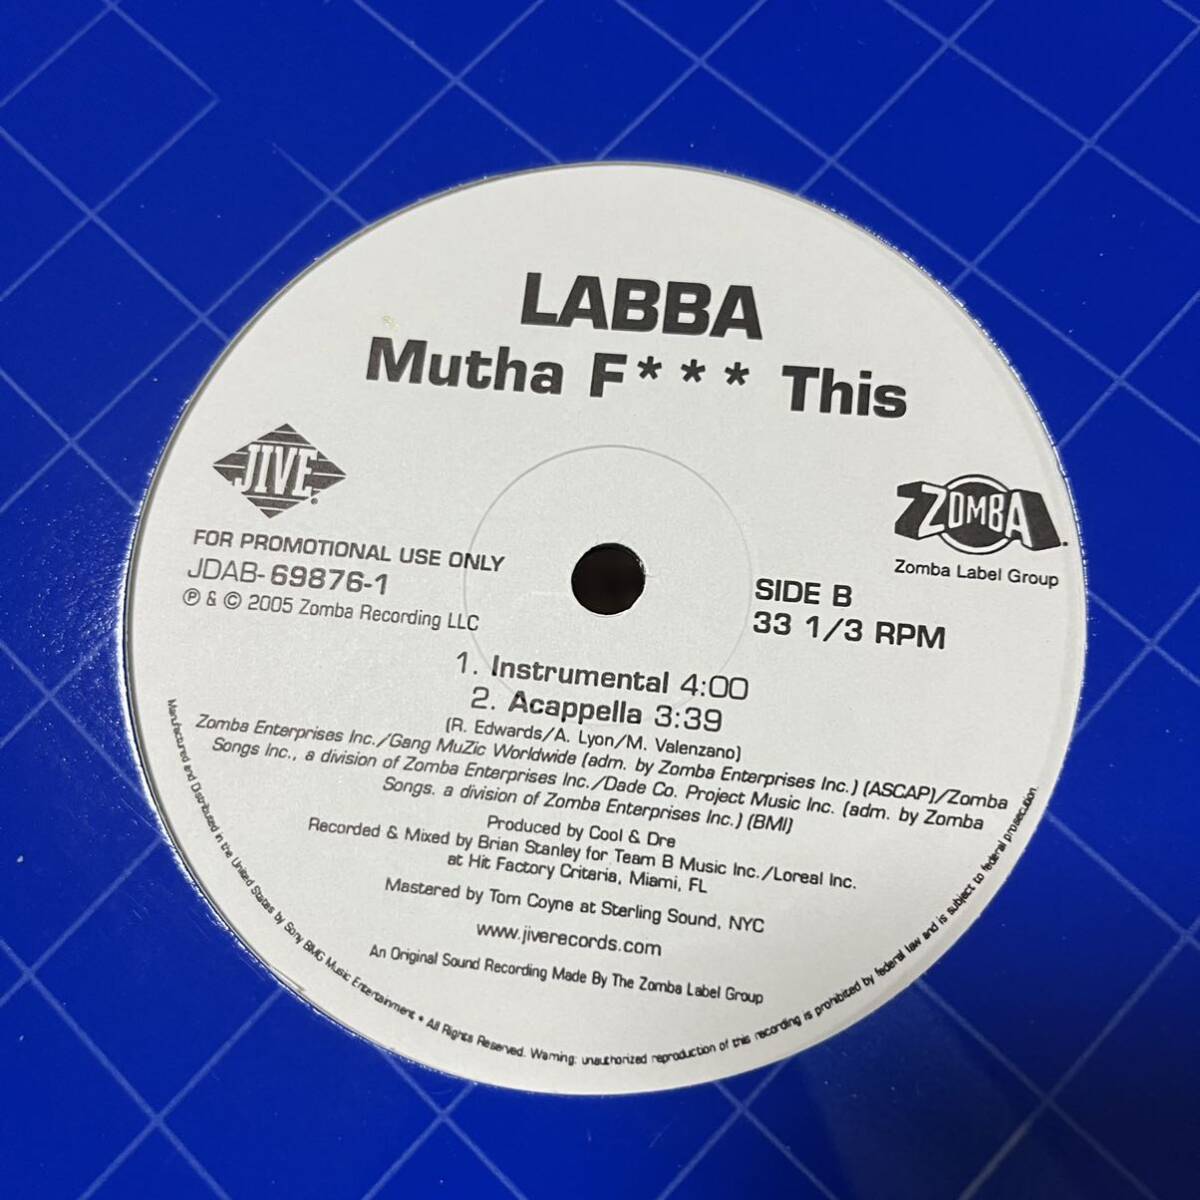 LABBA
Mutha F*** This
JIVE®
ZOMBA
Zomba Label Group
FOR PROMOTIONAL USE ONLY
JDAB-69876-1
℗ & © 2005 Zomba Recording LLC
SIDE B
33 1/3 RPM
1. Instrumental 4:00
2. Acappella 3:39
(R. Edwards/A. Lyon/M. Valenzano)
Zomba Enterprises Inc./Gang MuZic Worldwide (adm. by Zomba Enterprises Inc.) (ASCAP)/Zomba
Songs Inc., a division of Zomba Enterprises Inc./Dade Co. Project Music Inc. (adm. by Zomba
Songs. a division of Zomba Enterprises Inc.) (BMI)
Produced by Cool & Dre
Recorded & Mixed by Brian Stanley for Team B Music Inc./Loreal Inc.
at Hit Factory Criteria, Miami, FL
Mastered by Tom Coyne at Sterling Sound, NYC
www.jiverecords.com
An Original Sound Recording Made By The Zomba Label Group
Manufactured and Distributed in the United States by Sony BMG Music Entertainment • All Rights Reserved. Warning: unauthorized reproduction of this recording is prohibited by federal law and is subject to federal prosecution.